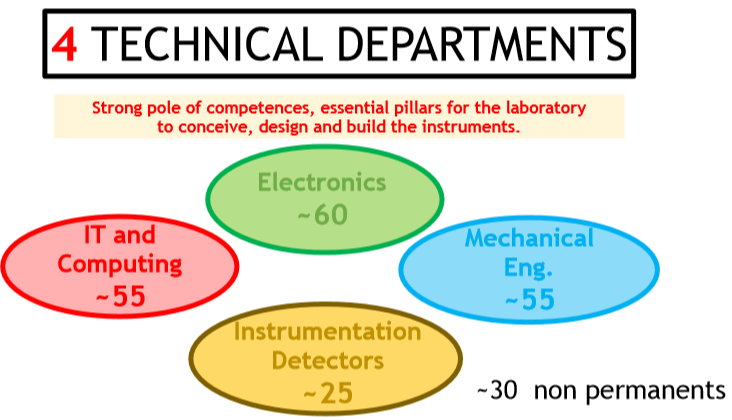 4 TECHNICAL DEPARTMENTS
Strong pole of competences, essential pillars for the laboratory
to conceive, design and build the instruments.
Electronics
~60
IT and
Computing
~55
Mechanical
Eng.
~55
Instrumentation
Detectors
~25
~30 non permanents